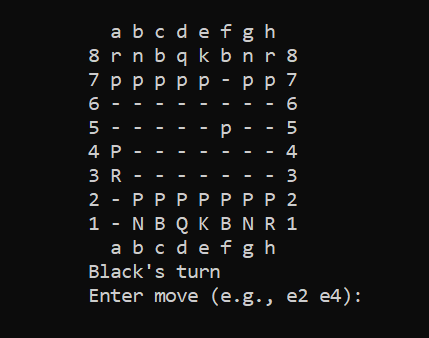 a b c d e f g h
8 r n b q k b n r 8
7 p p p p p - p p 7
6 - - - - - - - - 6
5 - - - - - p - - 5
4 P - - - - - - - 4
3 R - - - - - - - 3
2 - P P P P P P P 2
1 - N B Q K B N R 1
a b c d e f g h
Black's turn
Enter move (e.g., e2 e4):